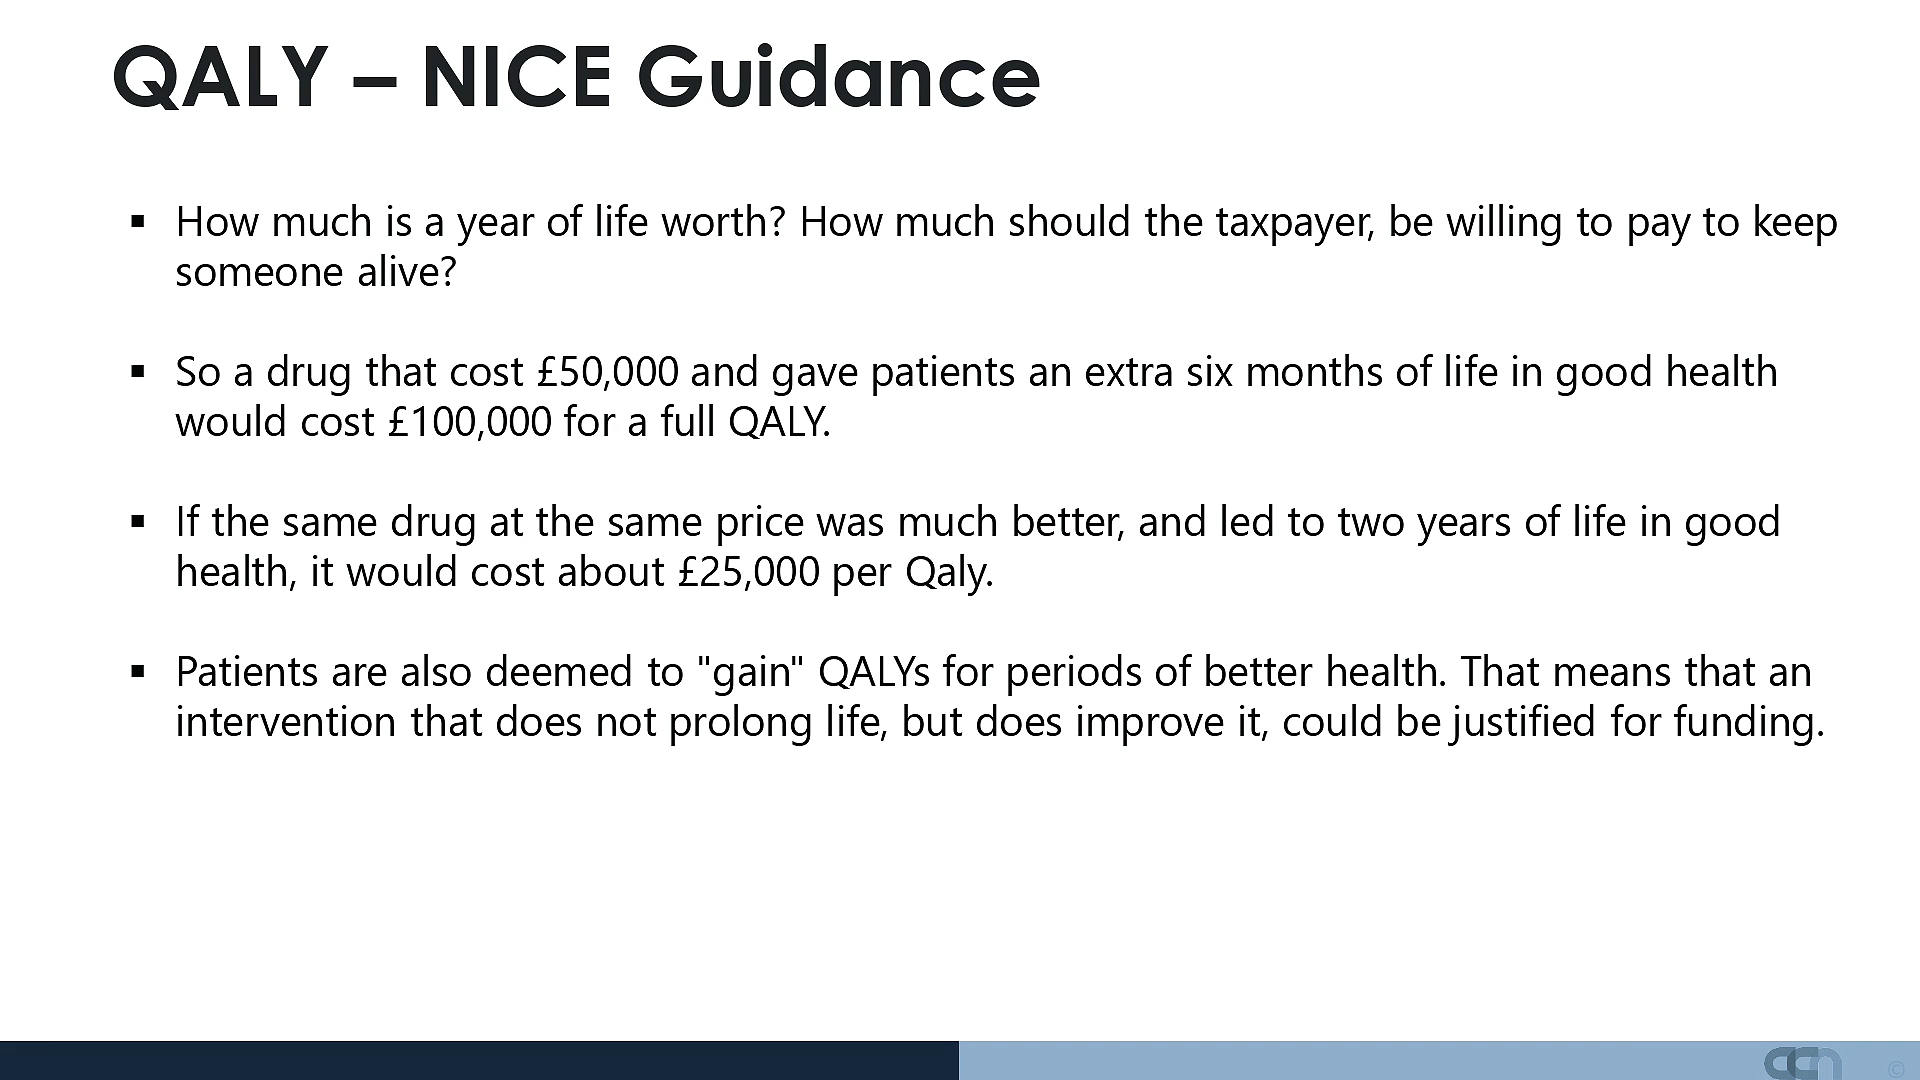 QALY – NICE Guidance
▪ How much is a year of life worth? How much should the taxpayer, be willing to pay to keep
someone alive?
▪ So a drug that cost £50,000 and gave patients an extra six months of life in good health
would cost £100,000 for a full QALY.
▪ If the same drug at the same price was much better, and led to two years of life in good
health, it would cost about £25,000 per Qaly.
▪ Patients are also deemed to "gain" QALYs for periods of better health. That means that an
intervention that does not prolong life, but does improve it, could be justified for funding.
ccn ©